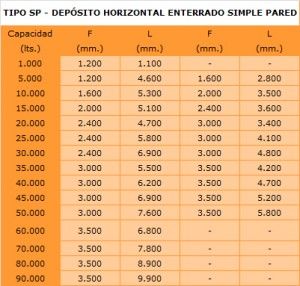 TIPO SP - DEPÓSITO HORIZONTAL ENTERRADO SIMPLE PARED
Capacidad (lts.) F (mm.) L (mm.) F (mm.) L (mm.)
1.000 1.200 1.100 - -
5.000 1.200 4.600 1.600 2.800
10.000 1.600 5.300 2.000 3.500
15.000 2.000 5.100 2.400 3.600
20.000 2.400 4.700 3.000 3.400
25.000 2.400 5.800 3.000 4.100
30.000 2.400 6.900 3.000 4.800
35.000 3.000 5.500 3.500 4.200
40.000 3.000 6.200 3.500 4.700
45.000 3.000 6.900 3.500 5.200
50.000 3.000 7.600 3.500 5.800
60.000 3.500 6.800 - -
70.000 3.500 7.800 - -
80.000 3.500 8.900 - -
90.000 3.500 9.900 - -